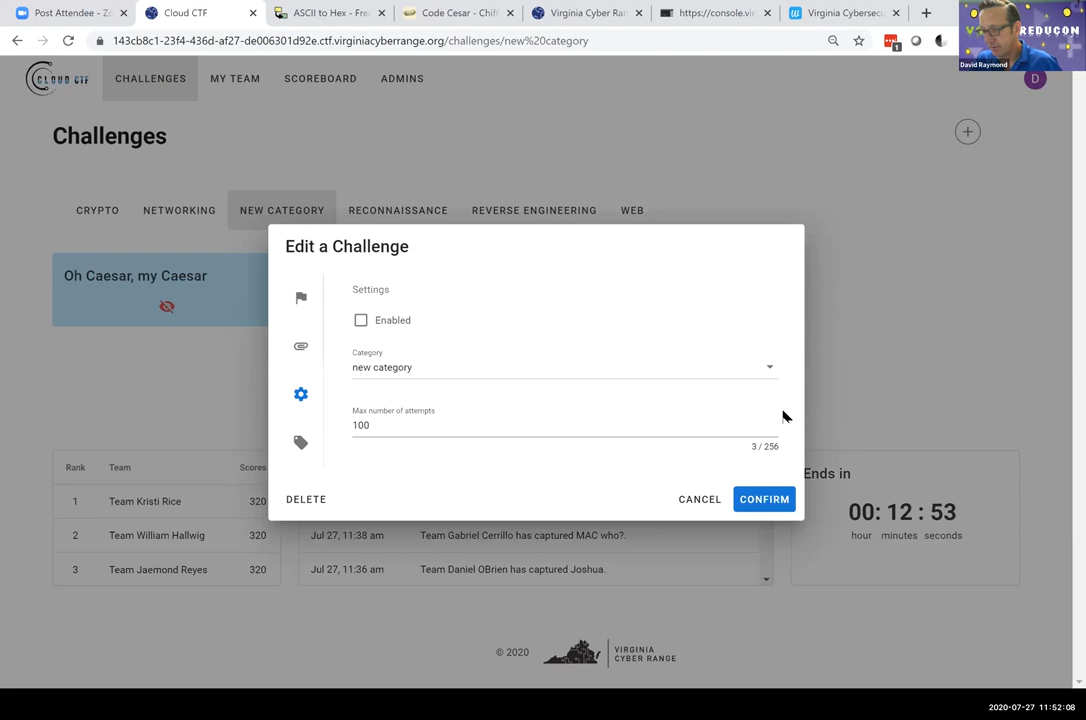 Post Attendee - Zo
Cloud CTF
ASCII to Hex - Fre
Code Cesar - Chiff
Virginia Cyber Ran
https://console.vir
Virginia Cybersecu
143cb8c1-23f4-436d-af27-de006301d92e.ctf.virginiacyberrange.org/challenges/new%20category
1
REDUCON
David Raymond
CLOUD CTF
CHALLENGES
MY TEAM
SCOREBOARD
ADMINS
D
Challenges
CRYPTO
NETWORKING
NEW CATEGORY
RECONNAISSANCE
REVERSE ENGINEERING
WEB
Oh Caesar, my Caesar
Edit a Challenge
Settings
Enabled
Category
new category
Max number of attempts
100
3 / 256
DELETE
CANCEL
CONFIRM
Rank Team Scores
1 Team Kristi Rice 320
2 Team William Hallwig 320
3 Team Jaemond Reyes 320
Jul 27, 11:38 am Team Gabriel Cerrillo has captured MAC who?.
Jul 27, 11:36 am Team Daniel OBrien has captured Joshua.
Ends in
00: 12 : 53
hour minutes seconds
© 2020
VIRGINIA
CYBER RANGE
2020-07-27 11:52:08